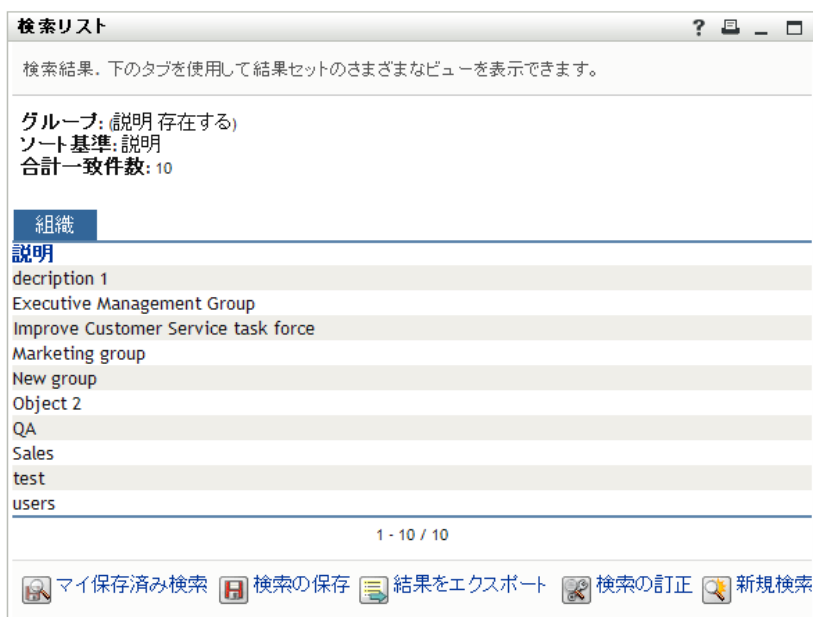 検索リスト
検索結果. 下のタブを使用して結果セットのさまざまなビューを表示できます。
グループ: (説明 存在する)
ソート基準: 説明
合計一致件数: 10
組織
説明
decription 1
Executive Management Group
Improve Customer Service task force
Marketing group
New group
Object 2
QA
Sales
test
users
1 - 10 / 10
マイ保存済み検索 検索の保存 結果をエクスポート 検索の訂正 新規検索